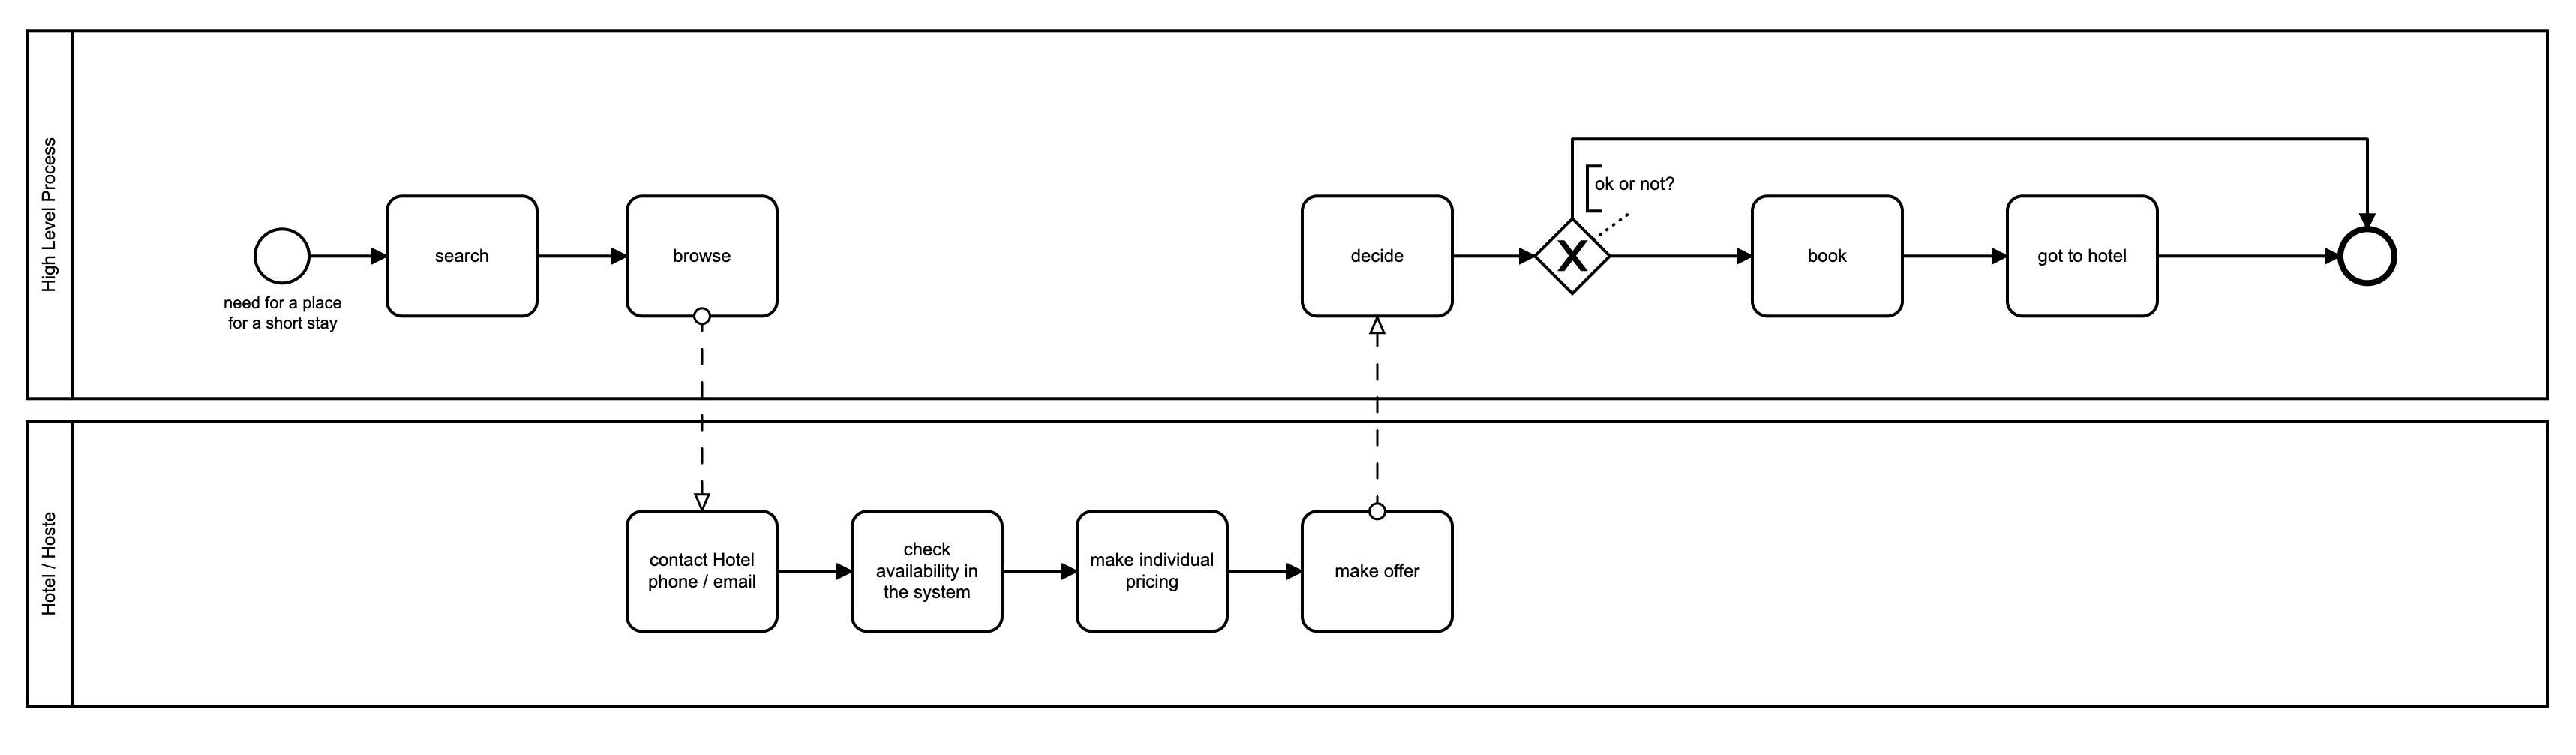 High Level Process
need for a place
for a short stay
search
browse
decide
ok or not?
X
book
got to hotel
Hotel / Hoste
contact Hotel
phone / email
check
availability in
the system
make individual
pricing
make offer